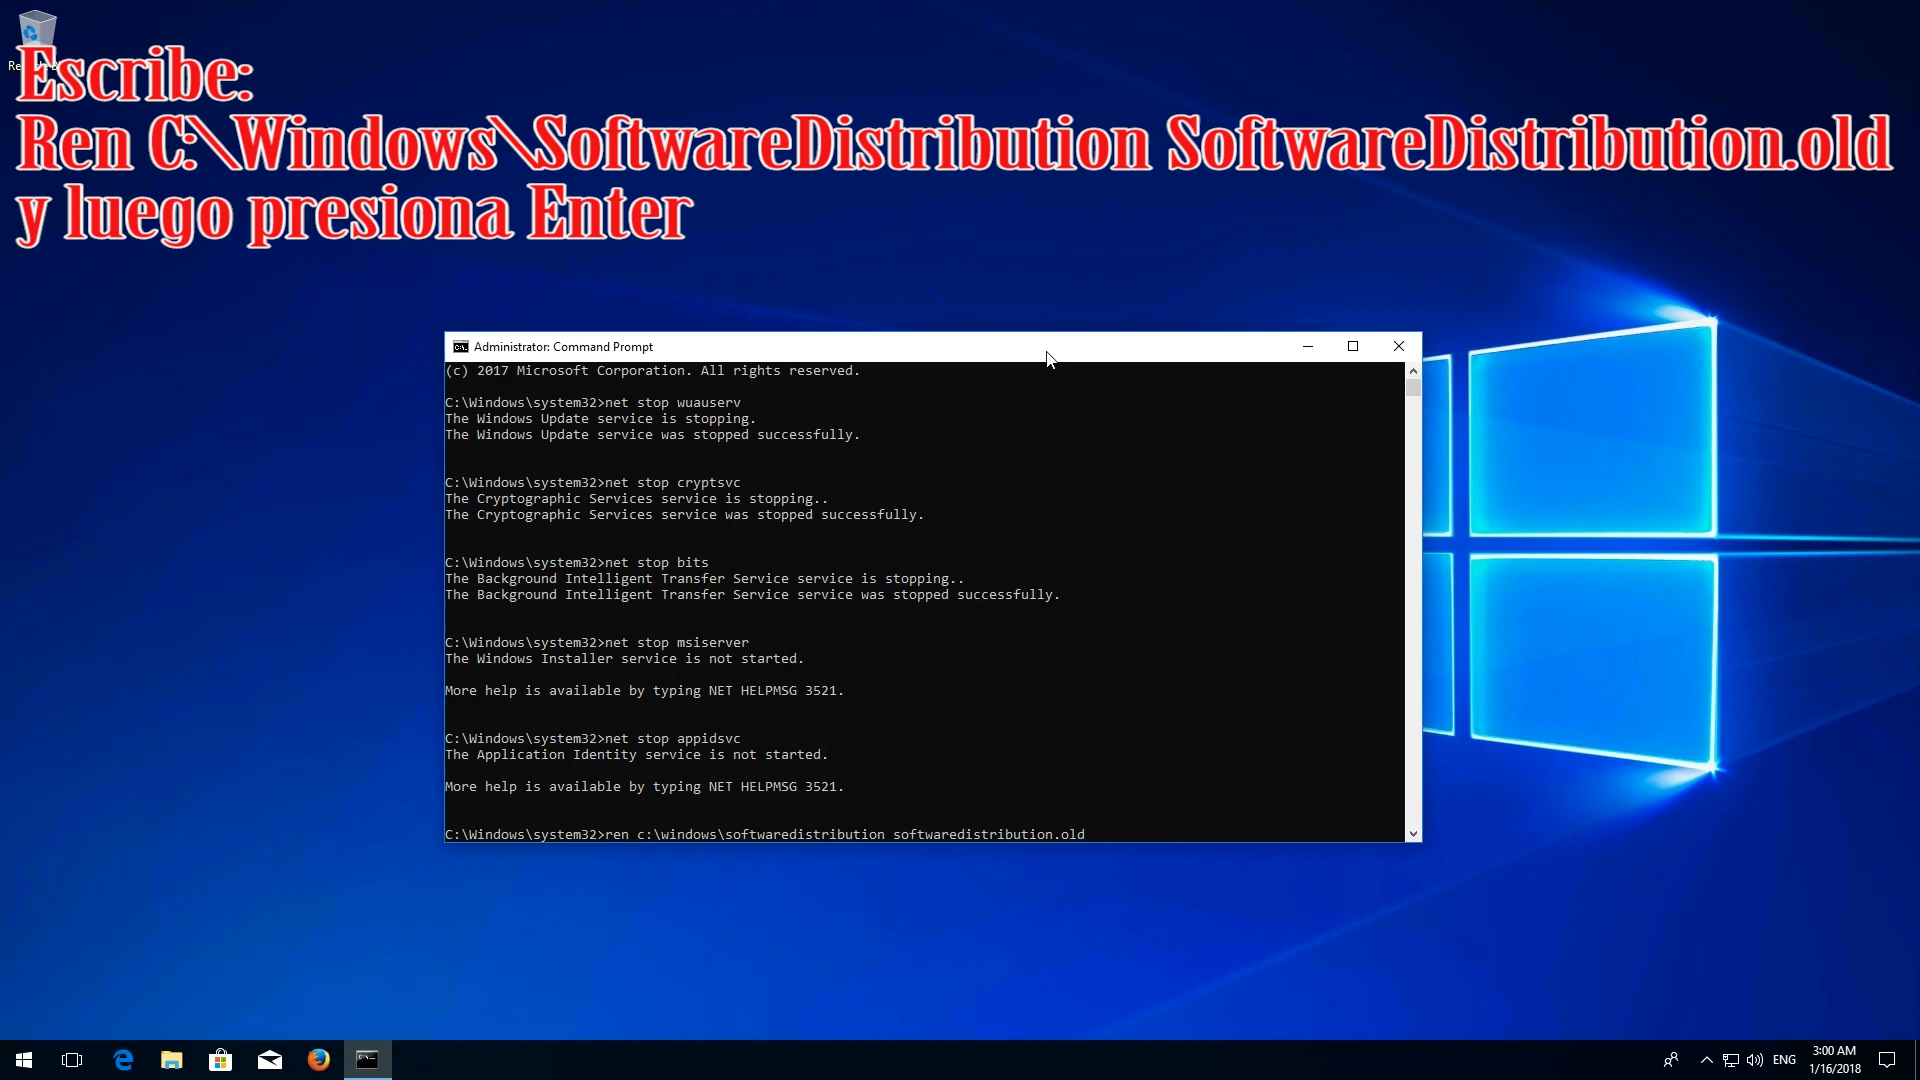 Escribe:
Ren C:\Windows\SoftwareDistribution SoftwareDistribution.old
y luego presiona Enter
Administrator: Command Prompt
(c) 2017 Microsoft Corporation. All rights reserved.
C:\Windows\system32>net stop wuauserv
The Windows Update service is stopping.
The Windows Update service was stopped successfully.
C:\Windows\system32>net stop cryptsvc
The Cryptographic Services service is stopping..
The Cryptographic Services service was stopped successfully.
C:\Windows\system32>net stop bits
The Background Intelligent Transfer Service service is stopping..
The Background Intelligent Transfer Service service was stopped successfully.
C:\Windows\system32>net stop msiserver
The Windows Installer service is not started.
More help is available by typing NET HELPMSG 3521.
C:\Windows\system32>net stop appidsvc
The Application Identity service is not started.
More help is available by typing NET HELPMSG 3521.
C:\Windows\system32>ren c:\windows\softwaredistribution softwaredistribution.old
ENG
3:00 AM
1/16/2018